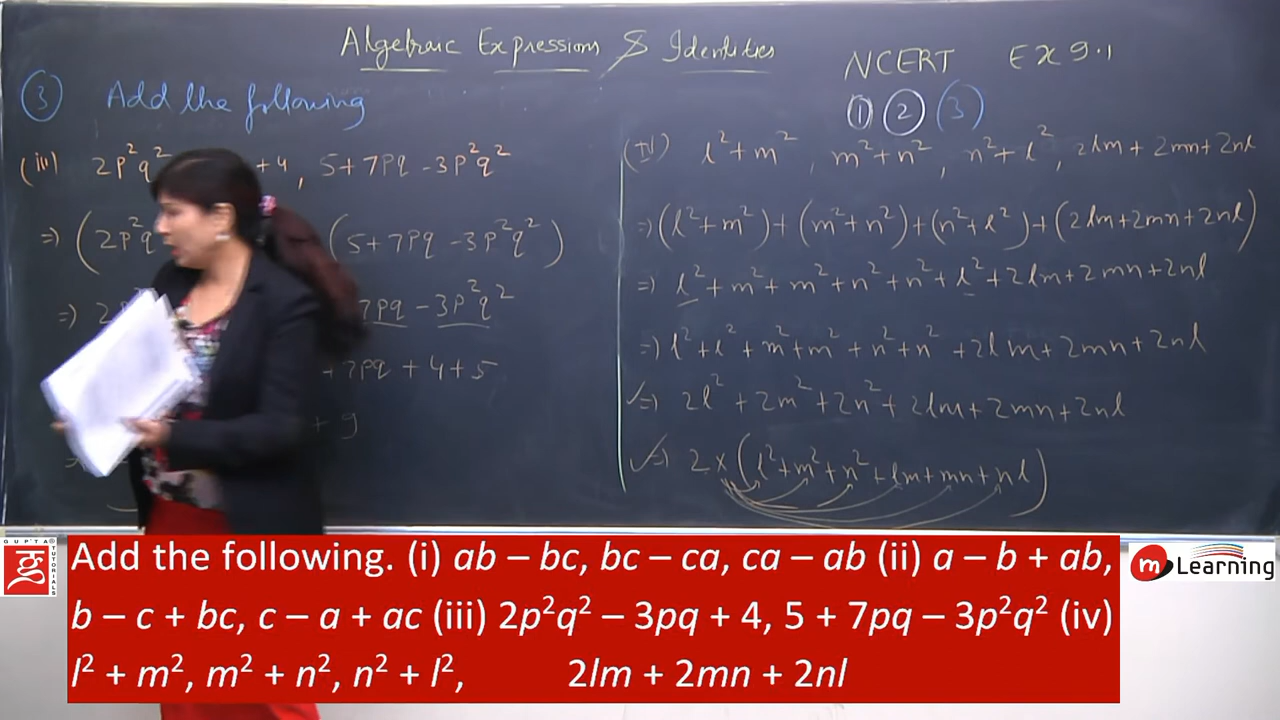 Algebraic Expressions & Identities
NCERT Ex 9.1
① ② ③
③ Add the following
(iii) 2p²q² + 4, 5+7pq -3p²q²
⇒ (2p²q² (5+7pq -3p²q²)
⇒ 7pq - 3p²q²
+ 7pq + 4+5
+ 9
(iv) l²+m², m²+n², n²+l², 2lm+2mn+2nl
⇒ (l²+m²)+(m²+n²)+(n²+l²)+(2lm+2mn+2nl)
⇒ l²+m²+m²+n²+n²+l²+2lm+2mn+2nl
⇒ l²+l²+m²+m²+n²+n²+2lm+2mn+2nl
✓⇒ 2l²+2m²+2n²+2lm+2mn+2nl
✓⇒ 2×(l²+m²+n²+lm+mn+nl)
GUPTA® TUTORIALS
Add the following. (i) ab – bc, bc – ca, ca – ab (ii) a – b + ab,
b – c + bc, c – a + ac (iii) 2p²q² – 3pq + 4, 5 + 7pq – 3p²q² (iv)
l² + m², m² + n², n² + l², 2lm + 2mn + 2nl
m Learning